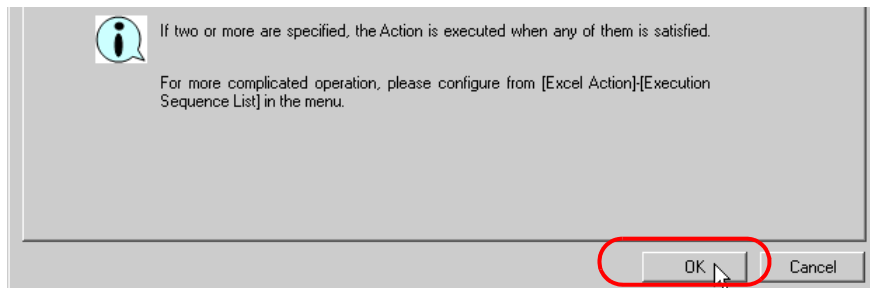 If two or more are specified, the Action is executed when any of them is satisfied.
For more complicated operation, please configure from [Excel Action]-[Execution
Sequence List] in the menu.
OK
Cancel